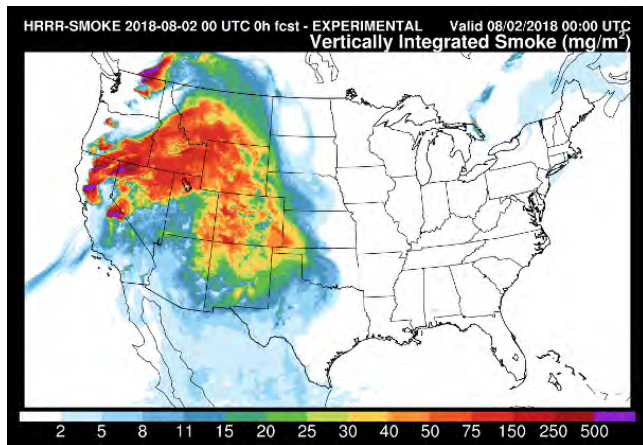 HRRR-SMOKE 2018-08-02 00 UTC 0h fcst - EXPERIMENTAL Valid 08/02/2018 00:00 UTC
Vertically Integrated Smoke (mg/m²)
2 5 8 11 15 20 25 30 40 50 75 150 250 500